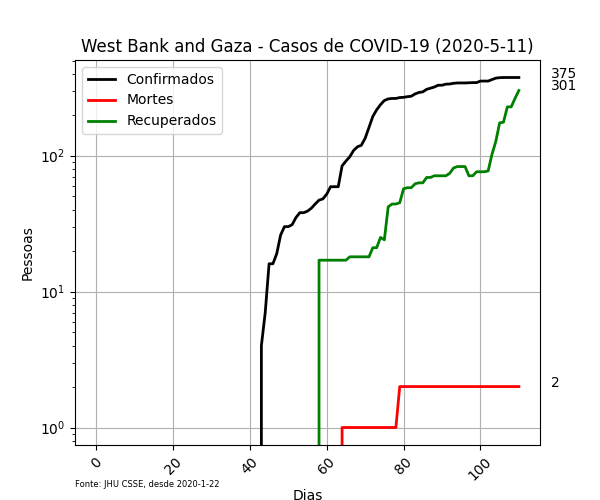 West Bank and Gaza - Casos de COVID-19 (2020-5-11)
Confirmados
Mortes
Recuperados
375
301
2
10²
10¹
10⁰
Pessoas
0 20 40 60 80 100
Dias
Fonte: JHU CSSE, desde 2020-1-22